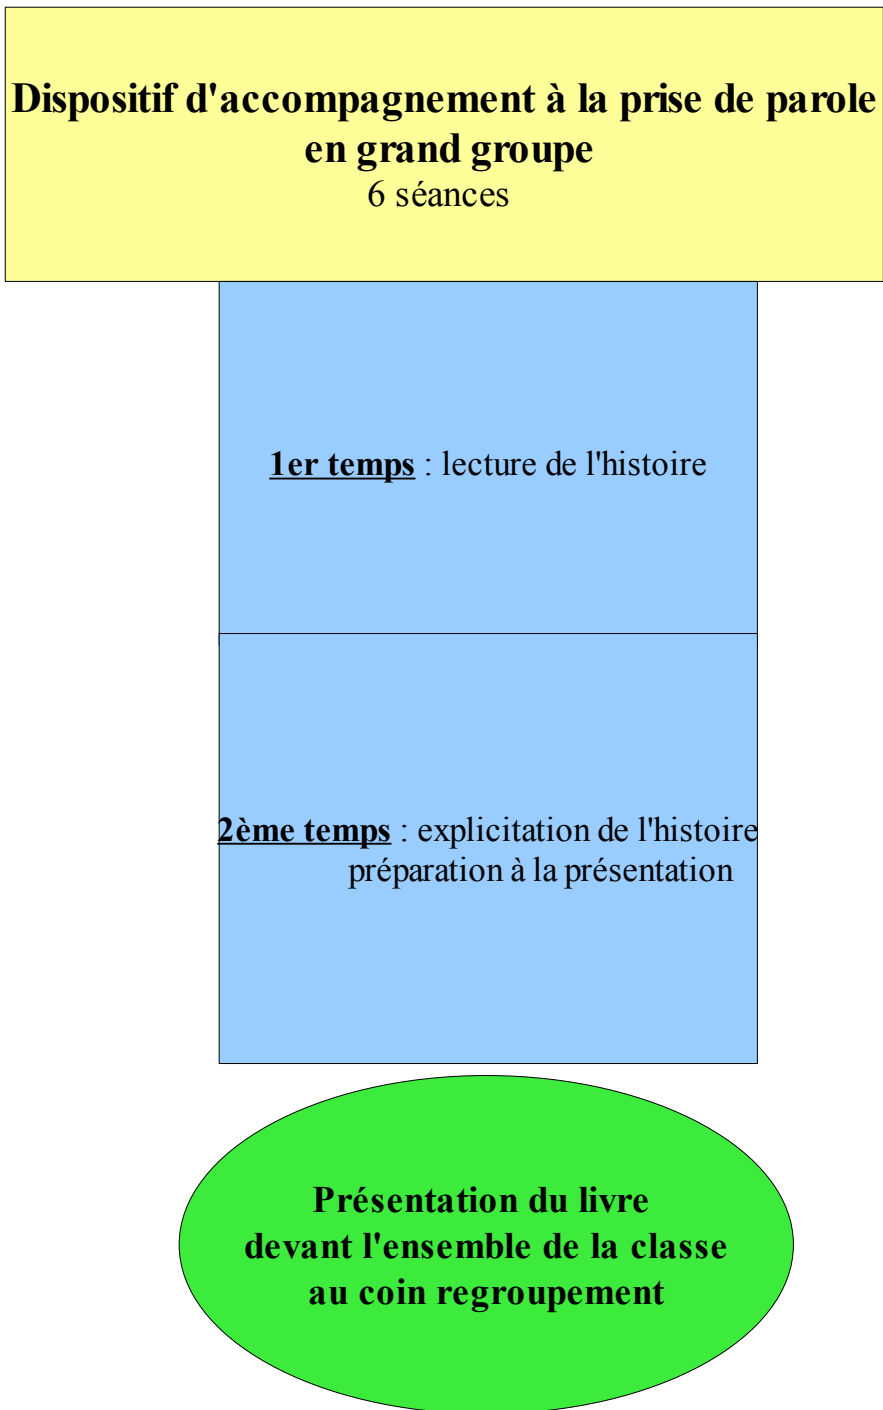 Dispositif d'accompagnement à la prise de parole
en grand groupe
6 séances
1er temps : lecture de l'histoire
2ème temps : explicitation de l'histoire
préparation à la présentation
Présentation du livre
devant l'ensemble de la classe
au coin regroupement